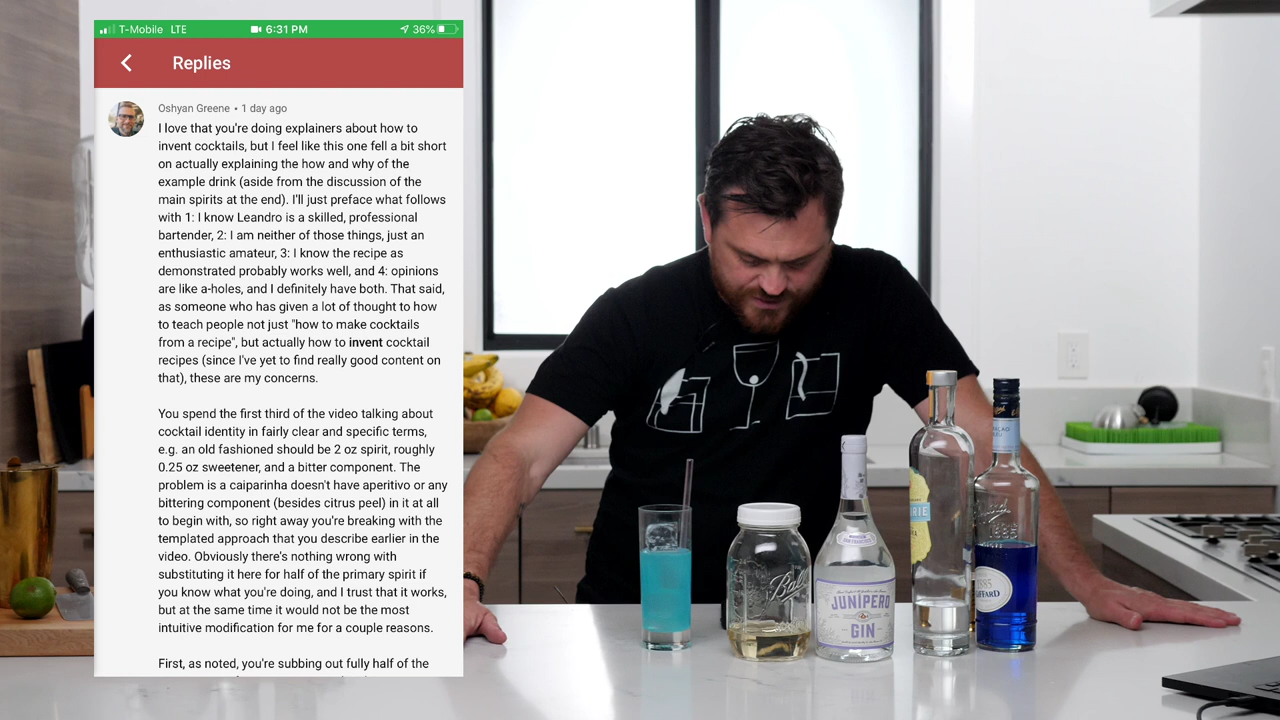 T-Mobile LTE 6:31 PM 36%
Replies
Oshyan Greene • 1 day ago
I love that you're doing explainers about how to
invent cocktails, but I feel like this one fell a bit short
on actually explaining the how and why of the
example drink (aside from the discussion of the
main spirits at the end). I'll just preface what follows
with 1: I know Leandro is a skilled, professional
bartender, 2: I am neither of those things, just an
enthusiastic amateur, 3: I know the recipe as
demonstrated probably works well, and 4: opinions
are like a-holes, and I definitely have both. That said,
as someone who has given a lot of thought to how
to teach people not just "how to make cocktails
from a recipe", but actually how to invent cocktail
recipes (since I've yet to find really good content on
that), these are my concerns.
You spend the first third of the video talking about
cocktail identity in fairly clear and specific terms,
e.g. an old fashioned should be 2 oz spirit, roughly
0.25 oz sweetener, and a bitter component. The
problem is a caiparinha doesn't have aperitivo or any
bittering component (besides citrus peel) in it at all
to begin with, so right away you're breaking with the
templated approach that you describe earlier in the
video. Obviously there's nothing wrong with
substituting it here for half of the primary spirit if
you know what you're doing, and I trust that it works,
but at the same time it would not be the most
intuitive modification for me for a couple reasons.
First, as noted, you're subbing out fully half of the
Ball
JUNÍPERO
GIN
1885
GIFFARD